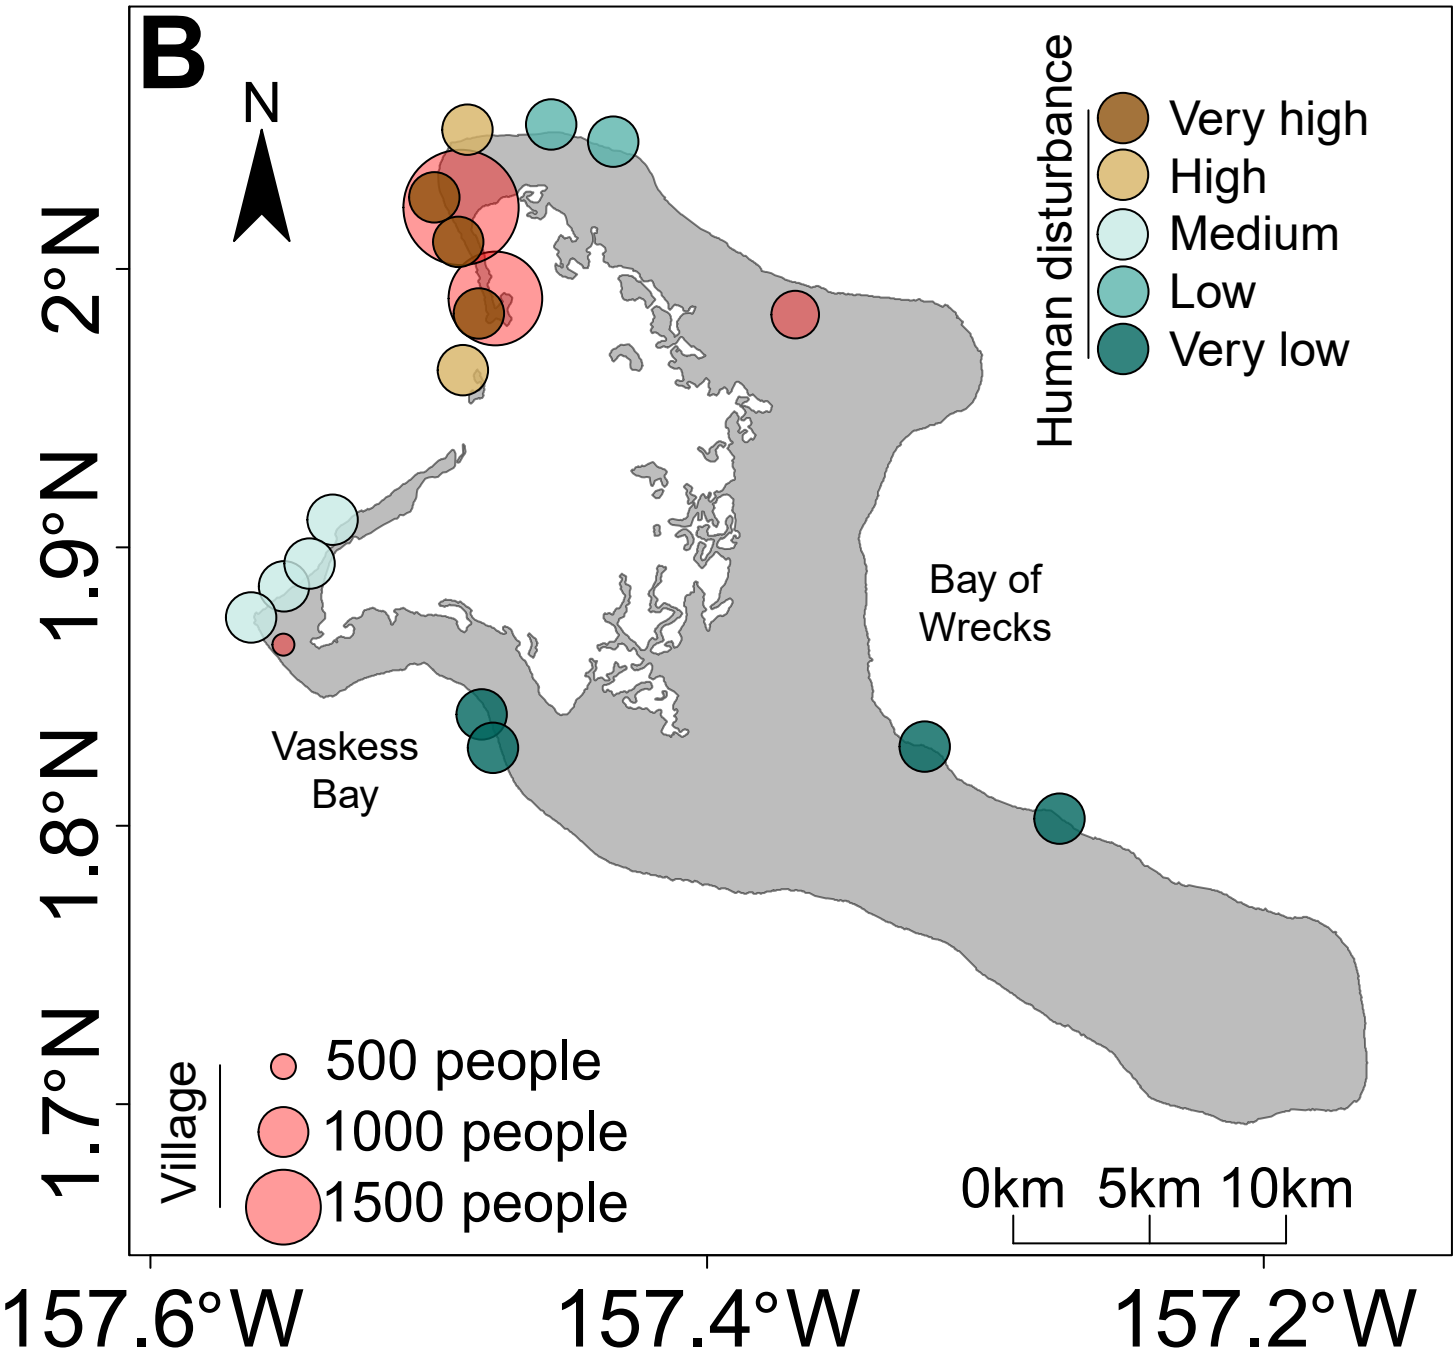 B
N
Human disturbance
Very high
High
Medium
Low
Very low
2°N
1.9°N
1.8°N
1.7°N
Bay of
Wrecks
Vaskess
Bay
Village
500 people
1000 people
1500 people
0km 5km 10km
157.6°W 157.4°W 157.2°W